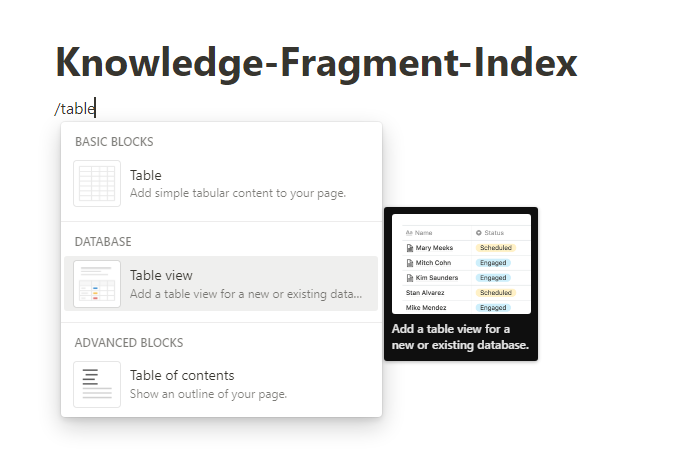 Knowledge-Fragment-Index
/table
BASIC BLOCKS
Table
Add simple tabular content to your page.
DATABASE
Table view
Add a table view for a new or existing data...
ADVANCED BLOCKS
Table of contents
Show an outline of your page.
Name Status
Mary Meeks Scheduled
Mitch Cohn Engaged
Kim Saunders Engaged
Stan Alvarez Scheduled
Mike Mendez Engaged
Add a table view for a
new or existing database.